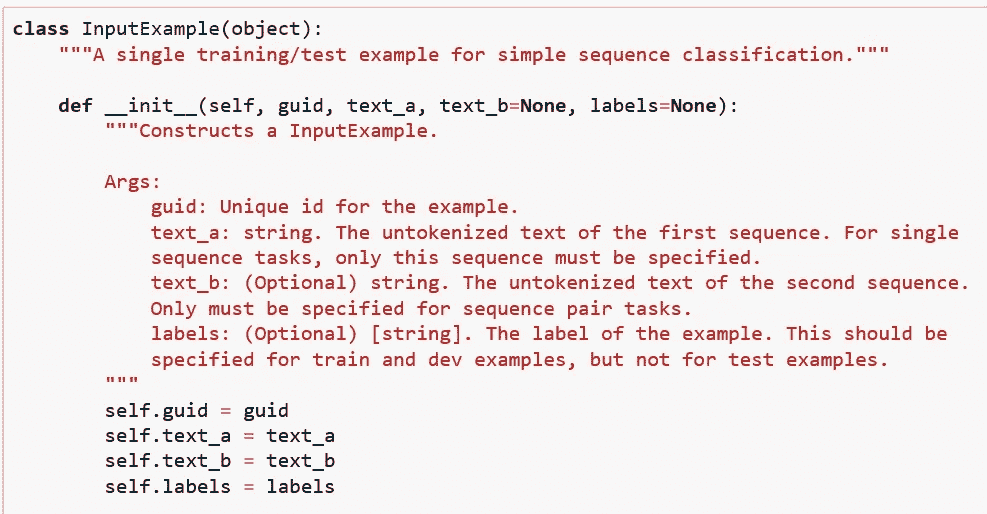 class InputExample(object):
    """A single training/test example for simple sequence classification."""
    def __init__(self, guid, text_a, text_b=None, labels=None):
        """Constructs a InputExample.
        Args:
            guid: Unique id for the example.
            text_a: string. The untokenized text of the first sequence. For single
            sequence tasks, only this sequence must be specified.
            text_b: (Optional) string. The untokenized text of the second sequence.
            Only must be specified for sequence pair tasks.
            labels: (Optional) [string]. The label of the example. This should be
            specified for train and dev examples, but not for test examples.
        """
        self.guid = guid
        self.text_a = text_a
        self.text_b = text_b
        self.labels = labels